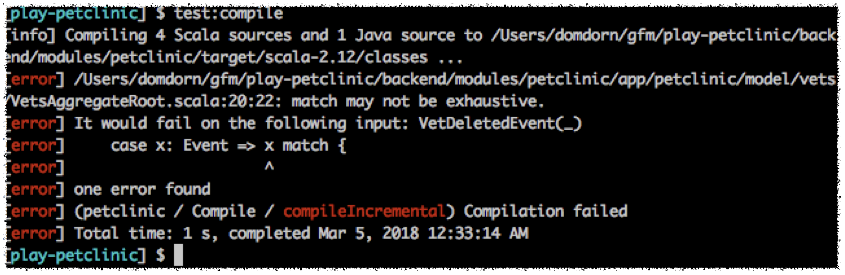 [play-petclinic] $ test:compile
[info] Compiling 4 Scala sources and 1 Java source to /Users/domdorn/gfm/play-petclinic/back
end/modules/petclinic/target/scala-2.12/classes ...
[error] /Users/domdorn/gfm/play-petclinic/backend/modules/petclinic/app/petclinic/model/vets
/VetsAggregateRoot.scala:20:22: match may not be exhaustive.
[error] It would fail on the following input: VetDeletedEvent(_)
[error]     case x: Event => x match {
[error]                      ^
[error] one error found
[error] (petclinic / Compile / compileIncremental) Compilation failed
[error] Total time: 1 s, completed Mar 5, 2018 12:33:14 AM
[play-petclinic] $